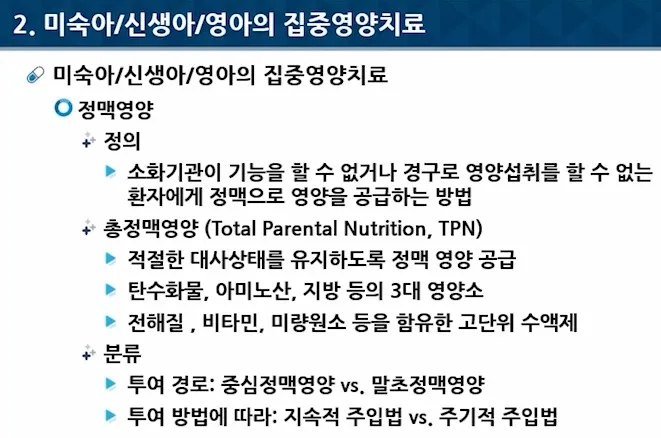 2. 미숙아/신생아/영아의 집중영양치료
미숙아/신생아/영아의 집중영양치료
정맥영양
정의
소화기관이 기능을 할 수 없거나 경구로 영양섭취를 할 수 없는
환자에게 정맥으로 영양을 공급하는 방법
총정맥영양 (Total Parental Nutrition, TPN)
적절한 대사상태를 유지하도록 정맥 영양 공급
탄수화물, 아미노산, 지방 등의 3대 영양소
전해질 , 비타민, 미량원소 등을 함유한 고단위 수액제
분류
투여 경로: 중심정맥영양 vs. 말초정맥영양
투여 방법에 따라: 지속적 주입법 vs. 주기적 주입법